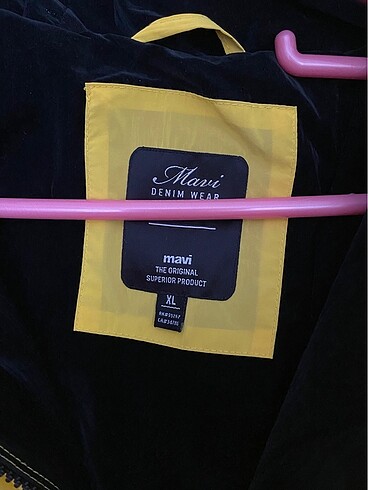 Mavi
DENIM WEAR
mavi
THE ORIGINAL
SUPERIOR PRODUCT
XL